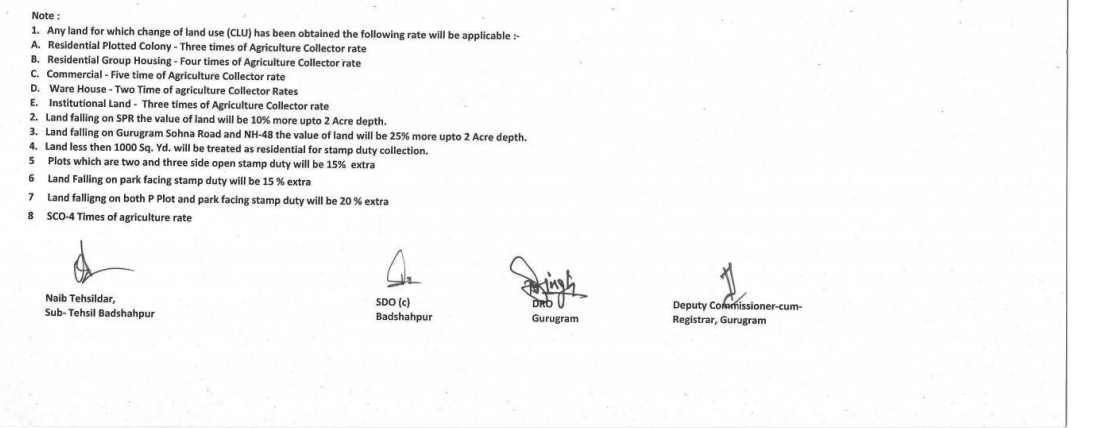 Note :
1. Any land for which change of land use (CLU) has been obtained the following rate will be applicable :-
A. Residential Plotted Colony - Three times of Agriculture Collector rate
B. Residential Group Housing - Four times of Agriculture Collector rate
C. Commercial - Five time of Agriculture Collector rate
D. Ware House - Two Time of agriculture Collector Rates
E. Institutional Land - Three times of Agriculture Collector rate
2. Land falling on SPR the value of land will be 10% more upto 2 Acre depth.
3. Land falling on Gurugram Sohna Road and NH-48 the value of land will be 25% more upto 2 Acre depth.
4. Land less then 1000 Sq. Yd. will be treated as residential for stamp duty collection.
5 Plots which are two and three side open stamp duty will be 15% extra
6 Land Falling on park facing stamp duty will be 15 % extra
7 Land falligng on both P Plot and park facing stamp duty will be 20 % extra
8 SCO-4 Times of agriculture rate
Naib Tehsildar,
Sub- Tehsil Badshahpur
SDO (c)
Badshahpur
DRO
Gurugram
Deputy Commissioner-cum-
Registrar, Gurugram